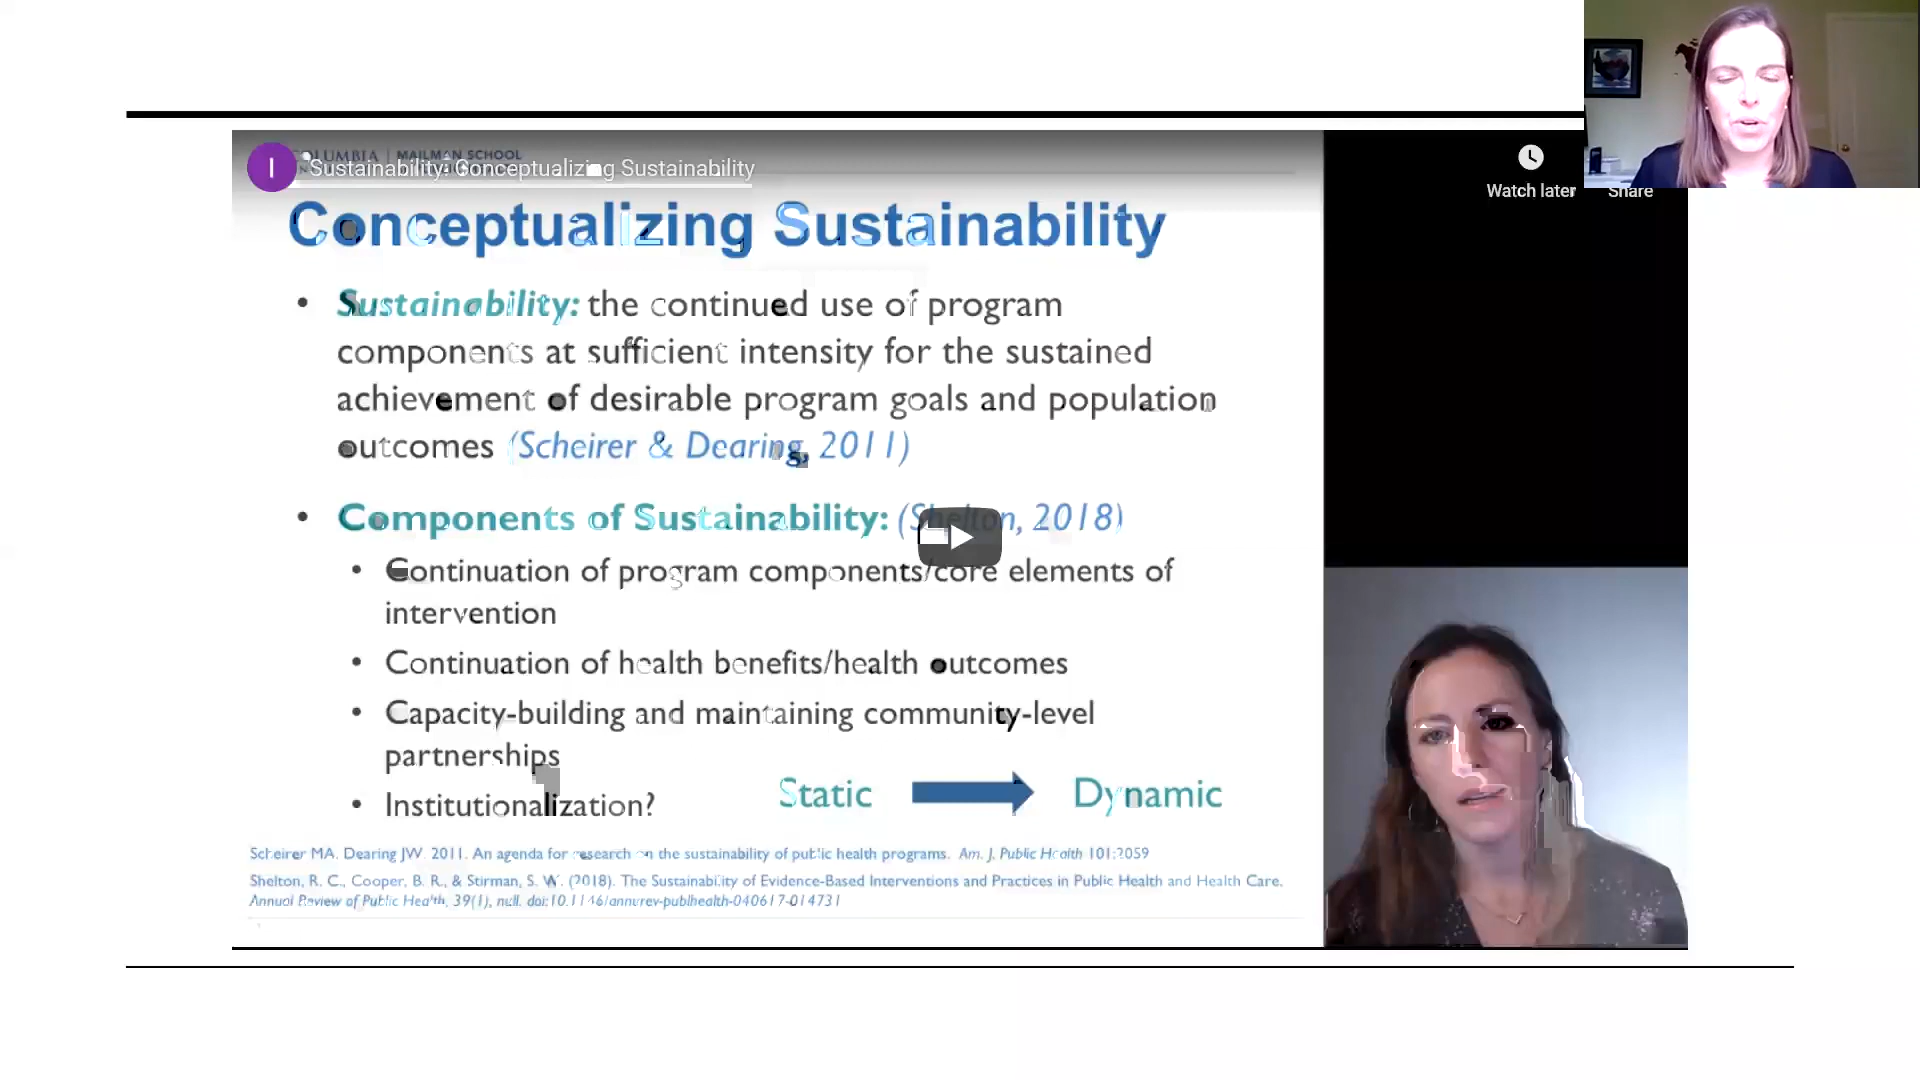 COLUMBIA | MAILMAN SCHOOL
I
Sustainability: Conceptualizing Sustainability
Watch later
Share
Conceptualizing Sustainability
• Sustainability: the continued use of program
components at sufficient intensity for the sustained
achievement of desirable program goals and population
outcomes (Scheirer & Dearing, 2011)
• Components of Sustainability: (Shelton, 2018)
• Continuation of program components/core elements of
intervention
• Continuation of health benefits/health outcomes
• Capacity-building and maintaining community-level
partnerships
• Institutionalization?
Static
Dynamic
Scheirer MA. Dearing JW. 2011. An agenda for research on the sustainability of public health programs. Am. J. Public Health 101:2059
Shelton, R. C., Cooper, B. R., & Stirman, S. W. (2018). The Sustainability of Evidence-Based Interventions and Practices in Public Health and Health Care.
Annual Review of Public Health, 39(1), null. doi:10.1146/annurev-publhealth-040617-014731